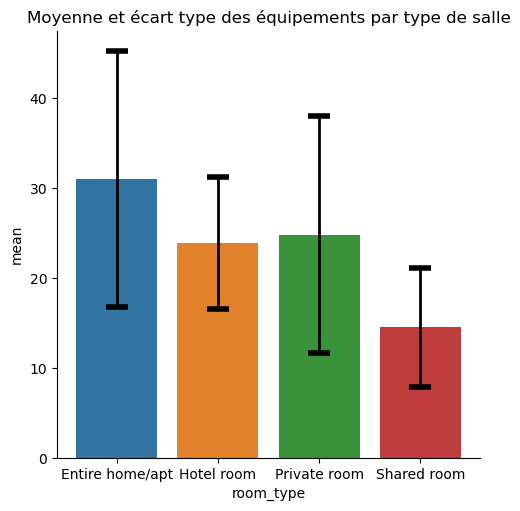 Moyenne et écart type des équipements par type de salle
40
30
20
10
0
mean
Entire home/apt Hotel room Private room Shared room
room_type